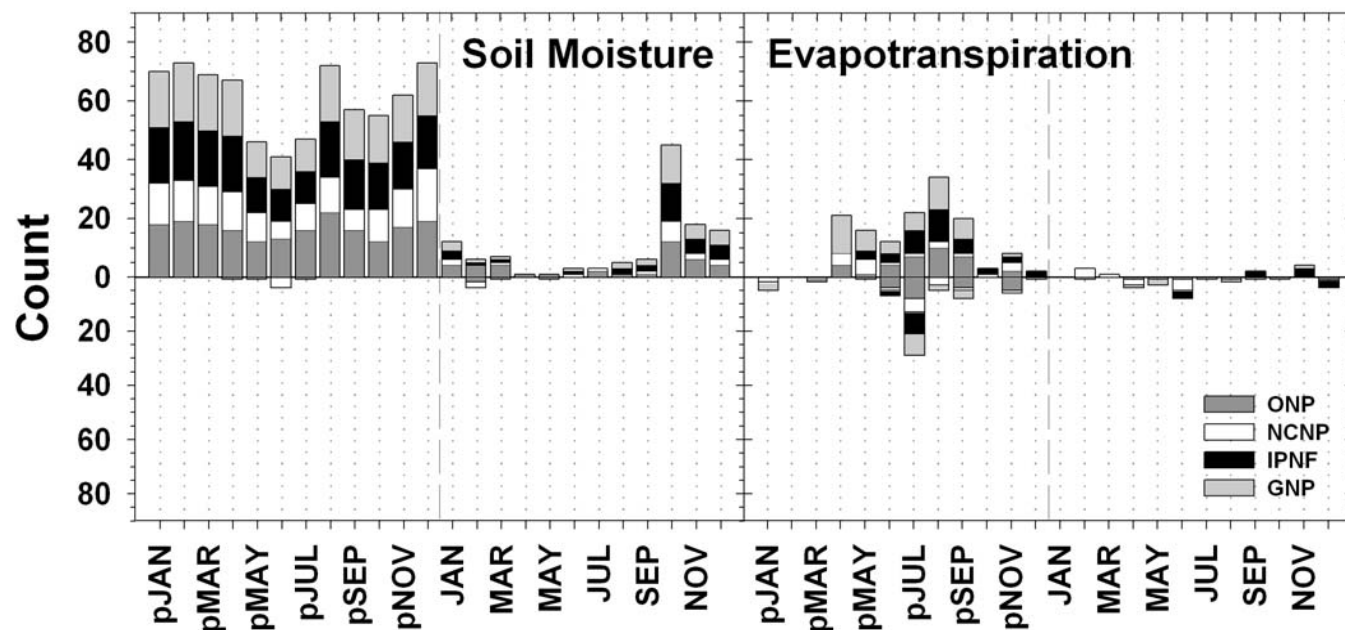 Soil Moisture
Evapotranspiration
Count
80
60
40
20
0
20
40
60
80
ONP
NCNP
IPNF
GNP
pJAN
pMAR
pMAY
pJUL
pSEP
pNOV
JAN
MAR
MAY
JUL
SEP
NOV
pJAN
pMAR
pMAY
pJUL
pSEP
pNOV
JAN
MAR
MAY
JUL
SEP
NOV